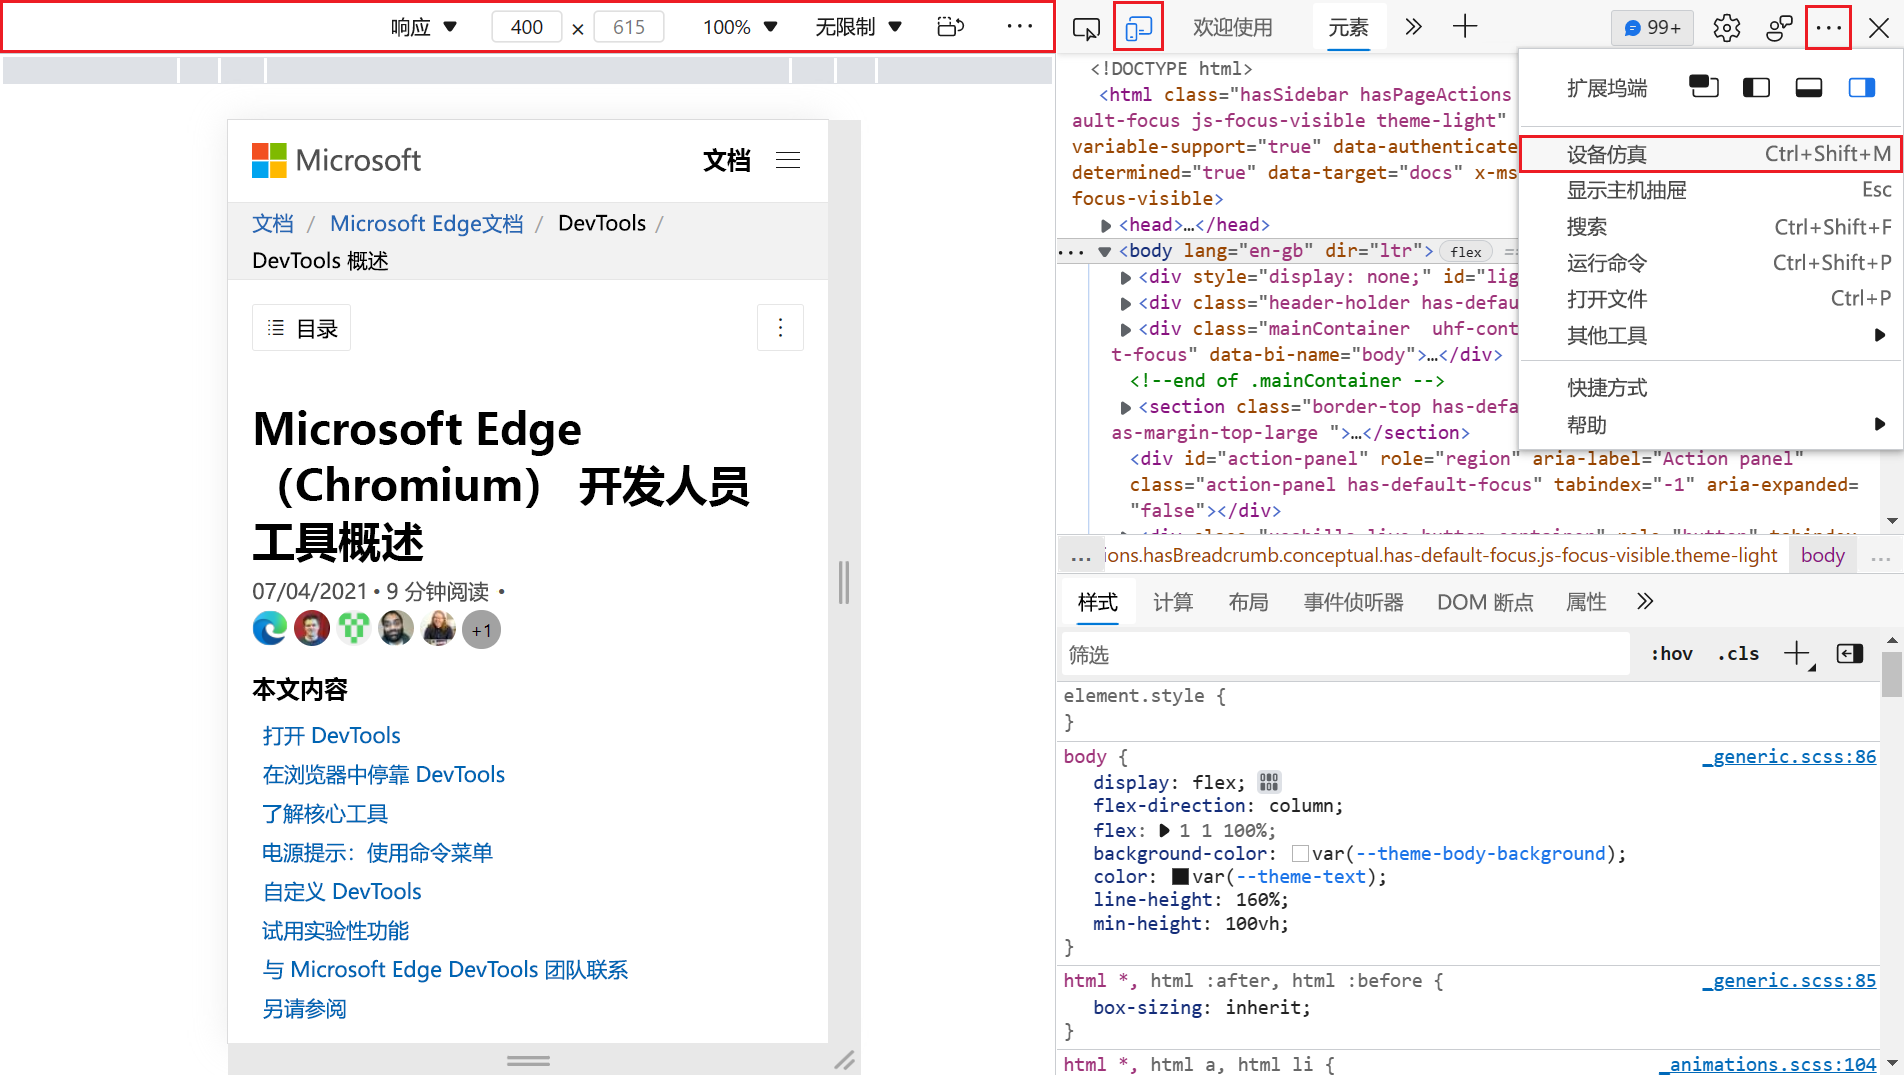 响应 400 × 615 100% 无限制
Microsoft 文档
文档 / Microsoft Edge文档 / DevTools /
DevTools 概述
目录
Microsoft Edge
（Chromium） 开发人员
工具概述
07/04/2021 • 9 分钟阅读 •
+1
本文内容
打开 DevTools
在浏览器中停靠 DevTools
了解核心工具
电源提示：使用命令菜单
自定义 DevTools
试用实验性功能
与 Microsoft Edge DevTools 团队联系
另请参阅
欢迎使用 元素 99+
<!DOCTYPE html>
<html class="hasSidebar hasPageActions
ault-focus js-focus-visible theme-light"
variable-support="true" data-authenticate
determined="true" data-target="docs" x-ms
focus-visible>
<head>…</head>
<body lang="en-gb" dir="ltr"> flex ==
<div style="display: none;" id="lig
<div class="header-holder has-defau
<div class="mainContainer uhf-cont
t-focus" data-bi-name="body">…</div>
<!--end of .mainContainer -->
<section class="border-top has-defa
as-margin-top-large ">…</section>
<div id="action-panel" role="region" aria-label="Action panel"
class="action-panel has-default-focus" tabindex="-1" aria-expanded=
"false"></div>
扩展坞端
设备仿真 Ctrl+Shift+M
显示主机抽屉 Esc
搜索 Ctrl+Shift+F
运行命令 Ctrl+Shift+P
打开文件 Ctrl+P
其他工具
快捷方式
帮助
... ions.hasBreadcrumb.conceptual.has-default-focus.js-focus-visible.theme-light body ...
样式 计算 布局 事件侦听器 DOM 断点 属性
筛选 :hov .cls
element.style {
}
body { _generic.scss:86
display: flex;
flex-direction: column;
flex: 1 1 100%;
background-color: var(--theme-body-background);
color: var(--theme-text);
line-height: 160%;
min-height: 100vh;
}
html *, html :after, html :before { _generic.scss:85
box-sizing: inherit;
}
html *, html a, html li { _animations.scss:104